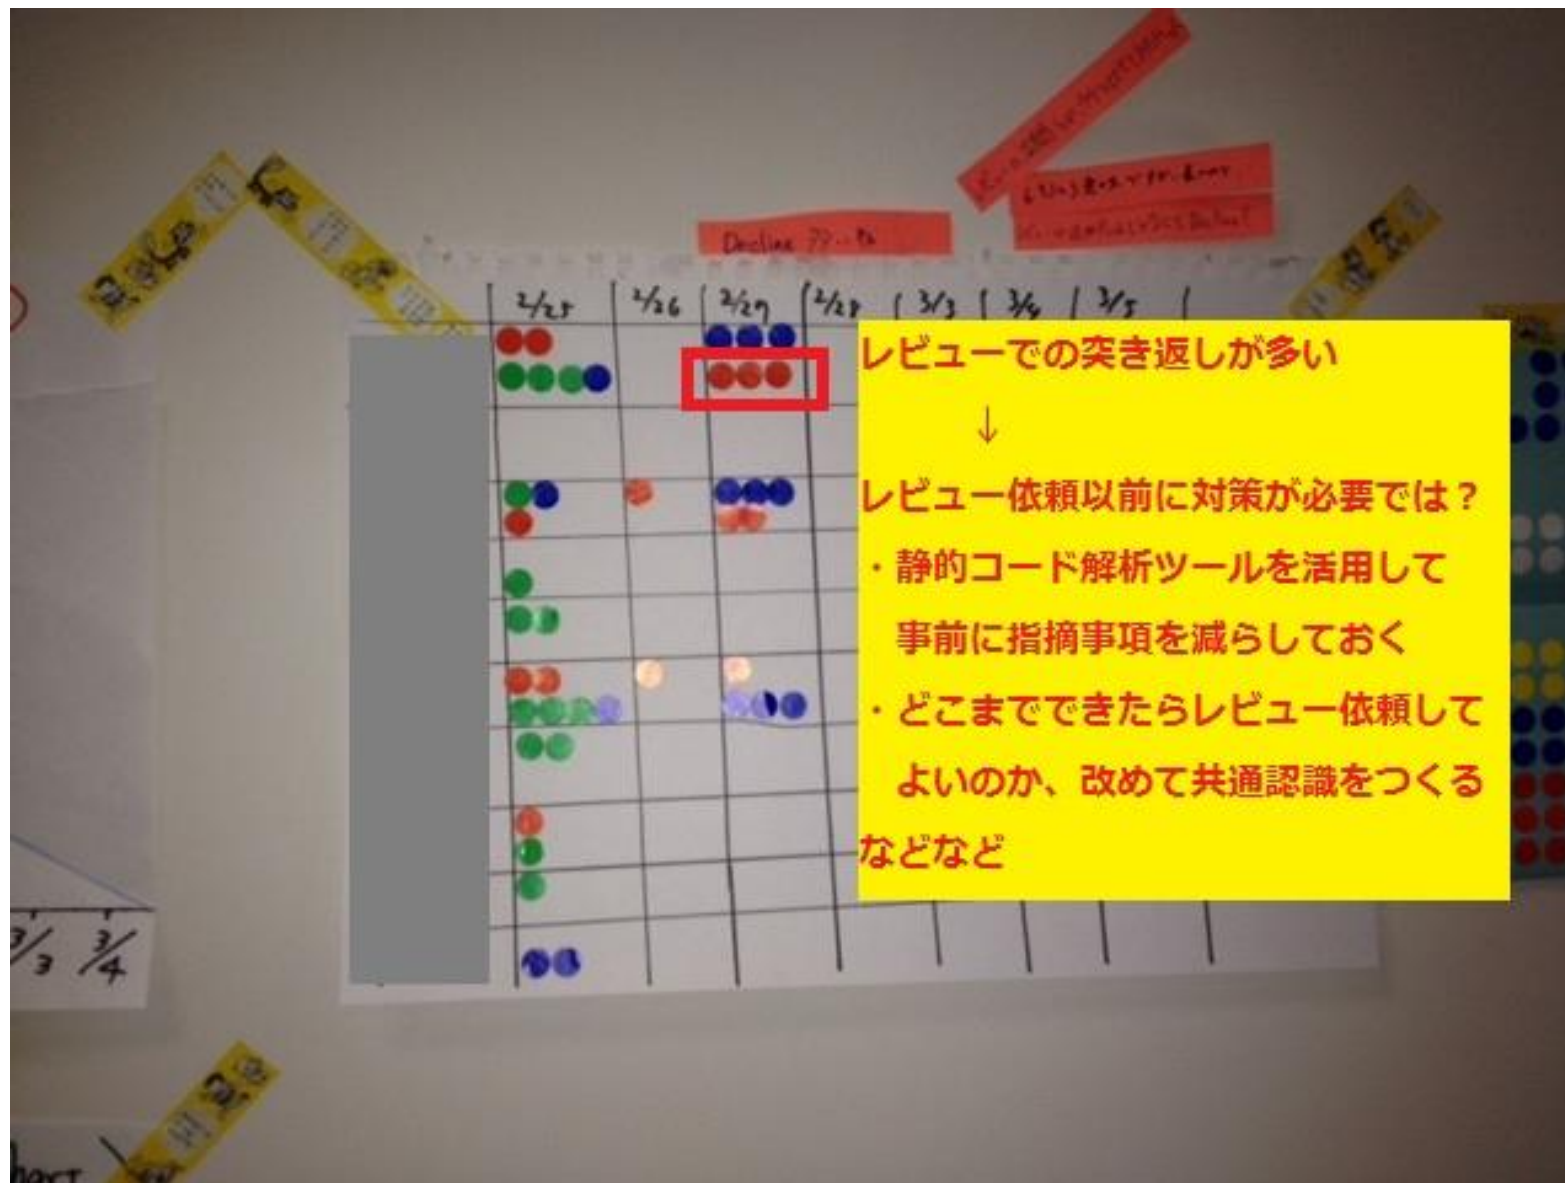 Decline
2/25
2/26
2/27
2/28
3/3
3/4
3/5
レビューでの突き返しが多い
↓
レビュー依頼以前に対策が必要では？
・静的コード解析ツールを活用して
事前に指摘事項を減らしておく
・どこまでできたらレビュー依頼して
よいのか、改めて共通認識をつくる
などなど
3/3
3/4